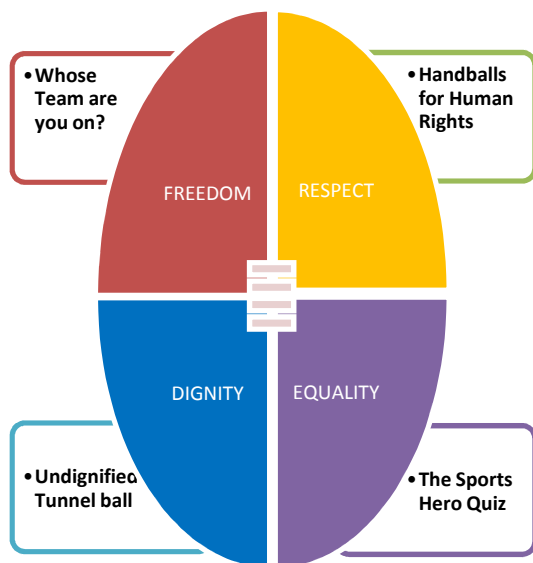 • Whose
Team are
you on?
• Handballs
for Human
Rights
FREEDOM
RESPECT
DIGNITY
EQUALITY
• Undignified
Tunnel ball
• The Sports
Hero Quiz